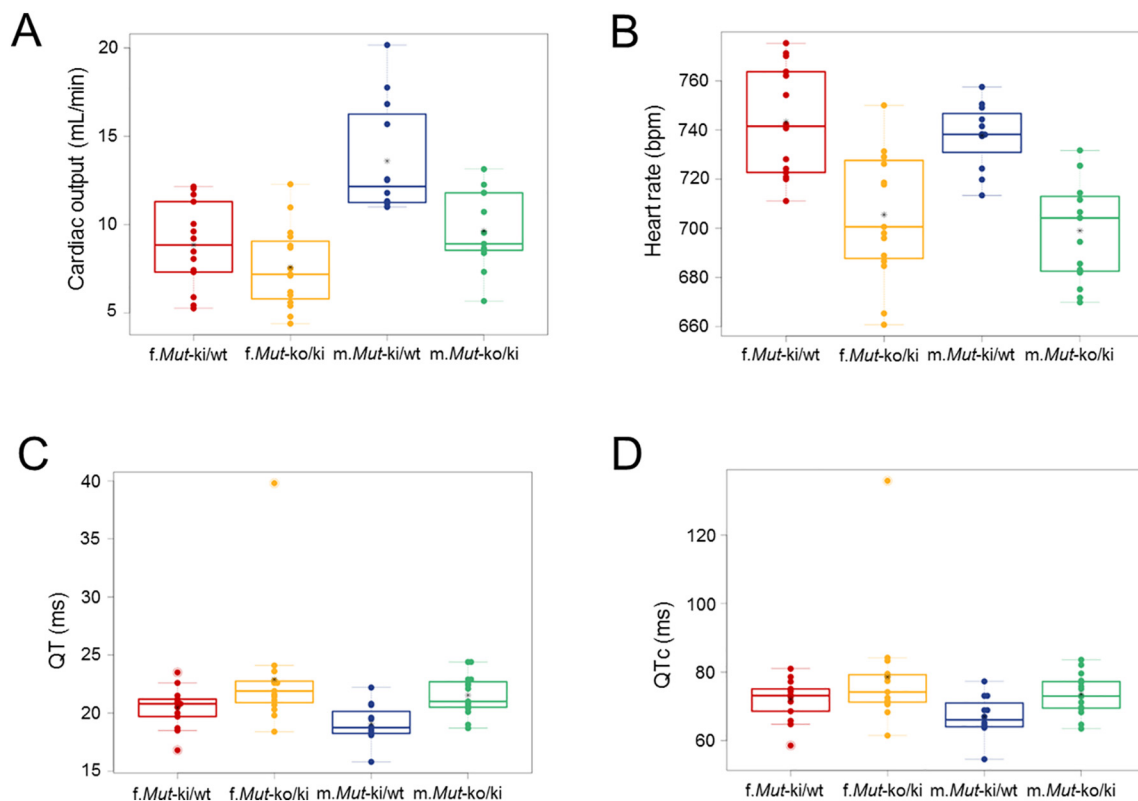 A
Cardiac output (mL/min)
20
15
10
5
f.Mut-ki/wt f.Mut-ko/ki m.Mut-ki/wt m.Mut-ko/ki
B
Heart rate (bpm)
760
740
720
700
680
660
f.Mut-ki/wt f.Mut-ko/ki m.Mut-ki/wt m.Mut-ko/ki
C
QT (ms)
40
35
30
25
20
15
f.Mut-ki/wt f.Mut-ko/ki m.Mut-ki/wt m.Mut-ko/ki
D
QTc (ms)
120
100
80
60
f.Mut-ki/wt f.Mut-ko/ki m.Mut-ki/wt m.Mut-ko/ki